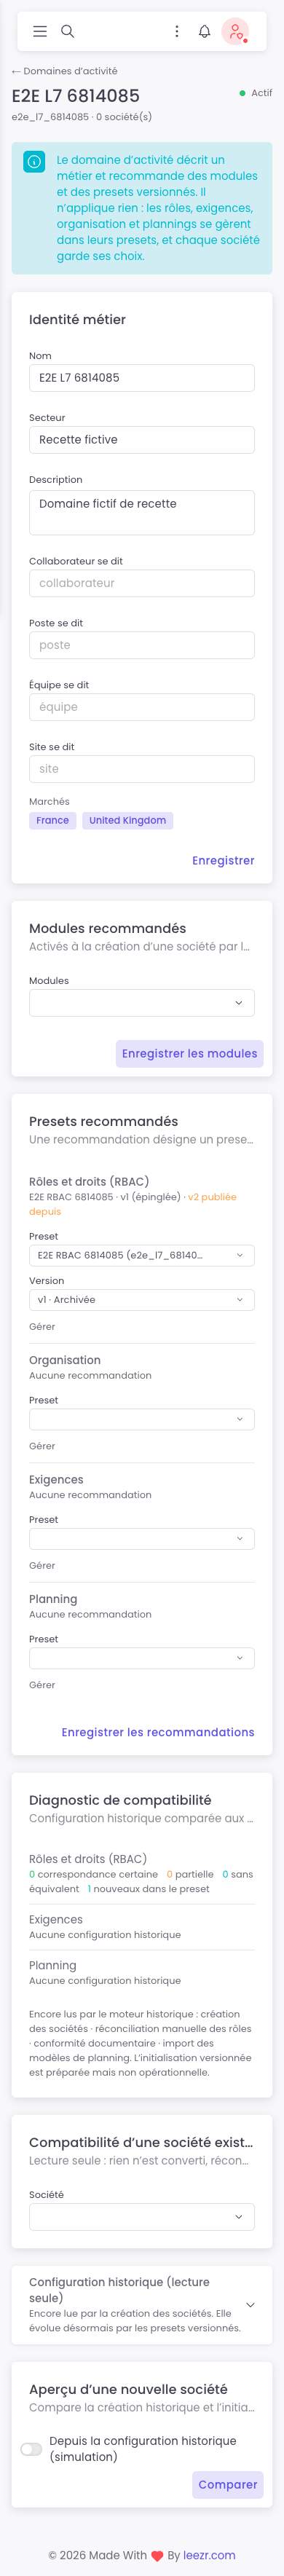 ← Domaines d’activité
E2E L7 6814085
Actif
e2e_l7_6814085 · 0 société(s)
Le domaine d’activité décrit un
métier et recommande des modules
et des presets versionnés. Il
n’applique rien : les rôles, exigences,
organisation et plannings se gèrent
dans leurs presets, et chaque société
garde ses choix.
Identité métier
Nom
E2E L7 6814085
Secteur
Recette fictive
Description
Domaine fictif de recette
Collaborateur se dit
collaborateur
Poste se dit
poste
Équipe se dit
équipe
Site se dit
site
Marchés
France United Kingdom
Enregistrer
Modules recommandés
Activés à la création d’une société par l...
Modules
Enregistrer les modules
Presets recommandés
Une recommandation désigne un prese...
Rôles et droits (RBAC)
E2E RBAC 6814085 · v1 (épinglée) · v2 publiée
depuis
Preset
E2E RBAC 6814085 (e2e_l7_68140...
Version
v1 · Archivée
Gérer
Organisation
Aucune recommandation
Preset
Gérer
Exigences
Aucune recommandation
Preset
Gérer
Planning
Aucune recommandation
Preset
Gérer
Enregistrer les recommandations
Diagnostic de compatibilité
Configuration historique comparée aux ...
Rôles et droits (RBAC)
0 correspondance certaine 0 partielle 0 sans
équivalent 1 nouveaux dans le preset
Exigences
Aucune configuration historique
Planning
Aucune configuration historique
Encore lus par le moteur historique : création
des sociétés · réconciliation manuelle des rôles
· conformité documentaire · import des
modèles de planning. L’initialisation versionnée
est préparée mais non opérationnelle.
Compatibilité d’une société exist...
Lecture seule : rien n’est converti, récon...
Société
Configuration historique (lecture
seule)
Encore lue par la création des sociétés. Elle
évolue désormais par les presets versionnés.
Aperçu d’une nouvelle société
Compare la création historique et l’initia...
Depuis la configuration historique
(simulation)
Comparer
© 2026 Made With By leezr.com